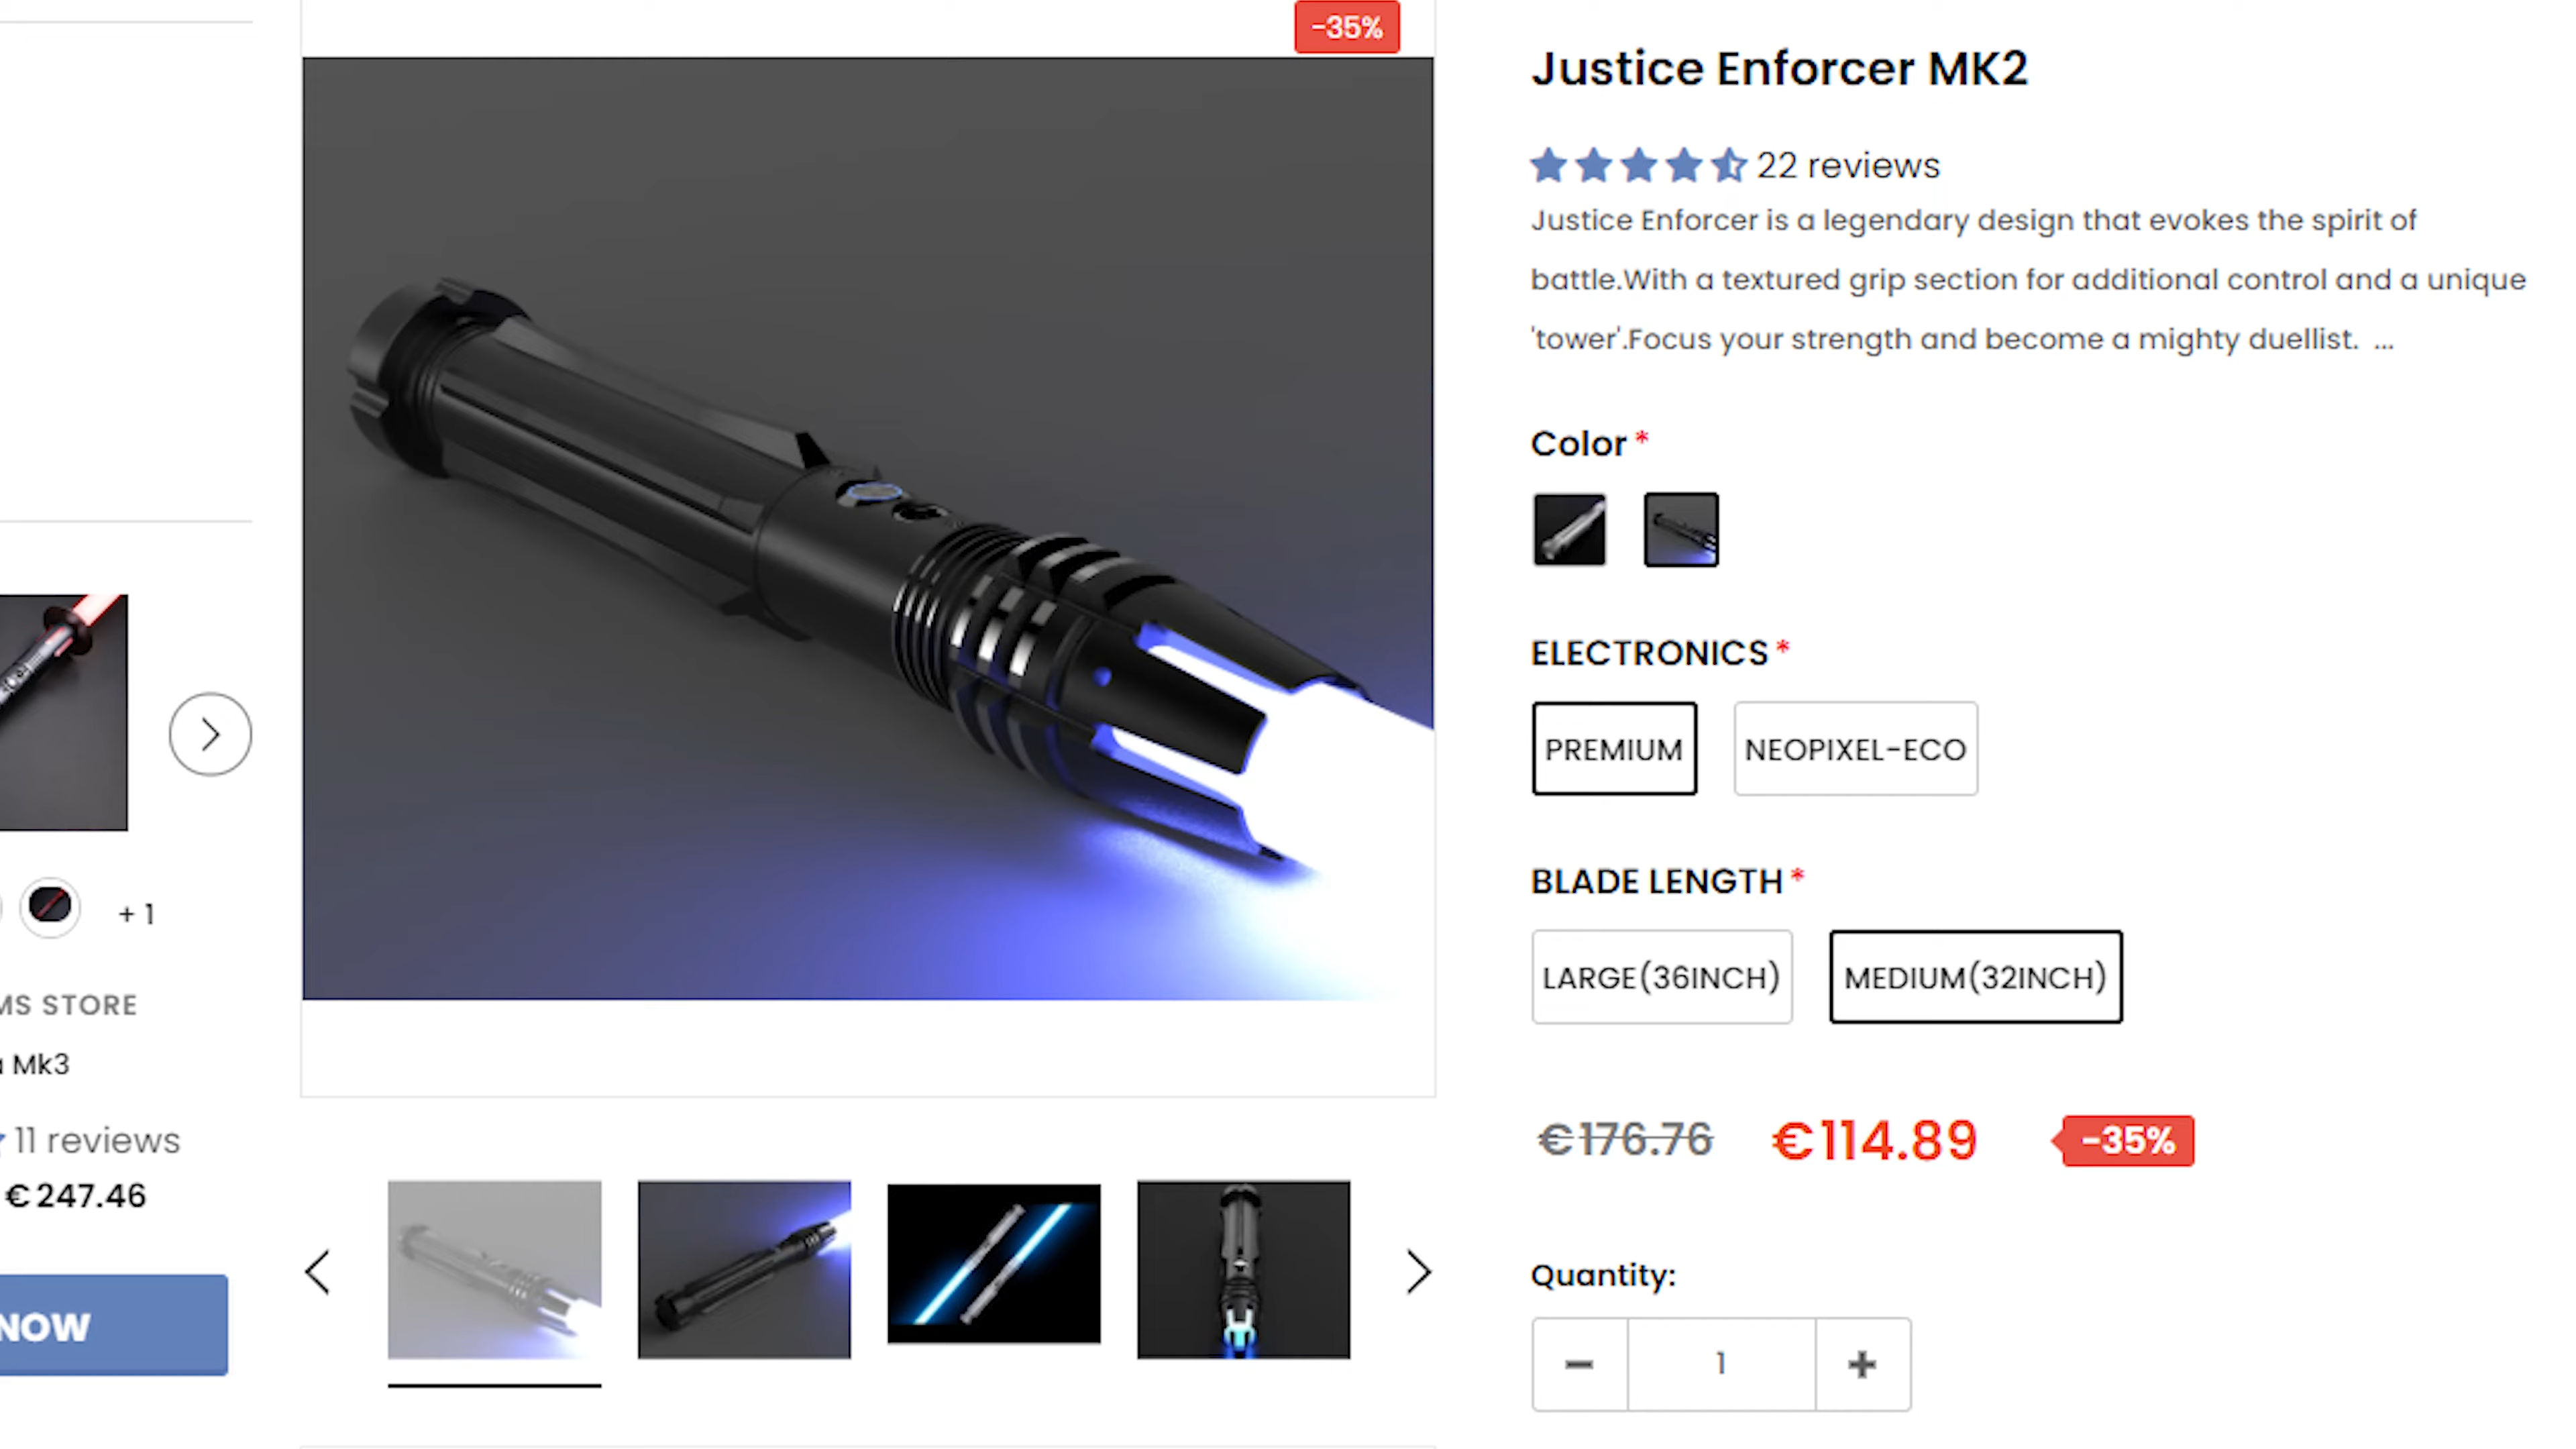 -35%
Justice Enforcer MK2
22 reviews
Justice Enforcer is a legendary design that evokes the spirit of
battle.With a textured grip section for additional control and a unique
'tower'.Focus your strength and become a mighty duellist. ...
Color *
ELECTRONICS *
PREMIUM NEOPIXEL-ECO
BLADE LENGTH *
LARGE(36INCH) MEDIUM(32INCH)
€176.76 €114.89 -35%
Quantity:
− 1 +
+ 1
MS STORE
Mk3
11 reviews
€247.46
NOW